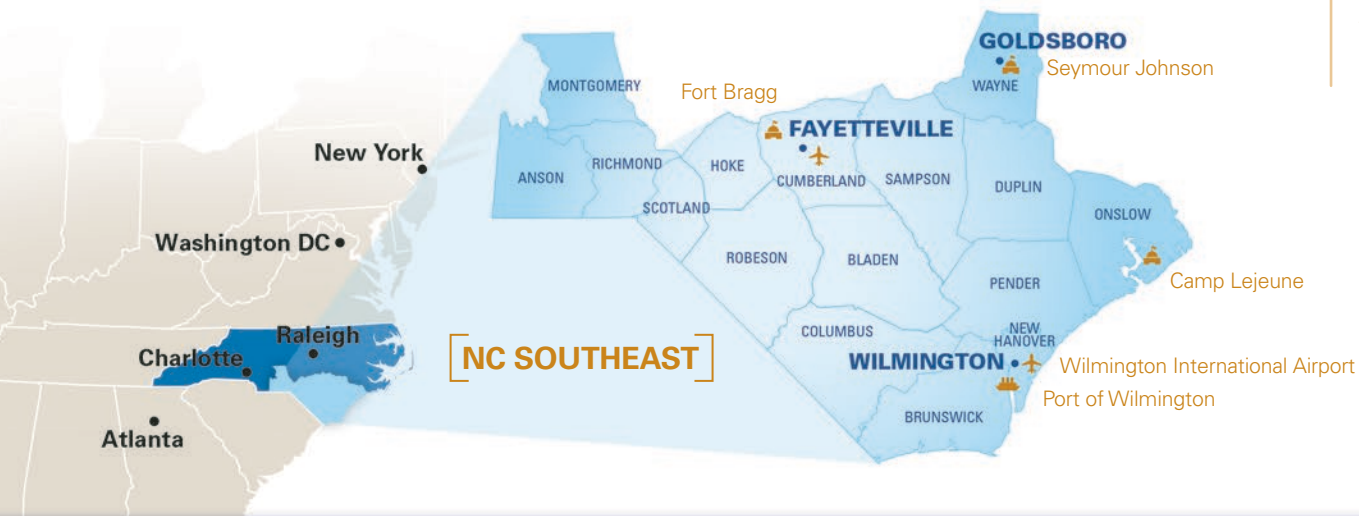 New York
Washington DC
Raleigh
Charlotte
Atlanta
[NC SOUTHEAST]
GOLDSBORO
Seymour Johnson
WAYNE
MONTGOMERY
Fort Bragg
FAYETTEVILLE
RICHMOND
HOKE
ANSON
CUMBERLAND
SAMPSON
DUPLIN
SCOTLAND
ONSLOW
ROBESON
BLADEN
Camp Lejeune
PENDER
COLUMBUS
NEW
HANOVER
WILMINGTON
Wilmington International Airport
Port of Wilmington
BRUNSWICK